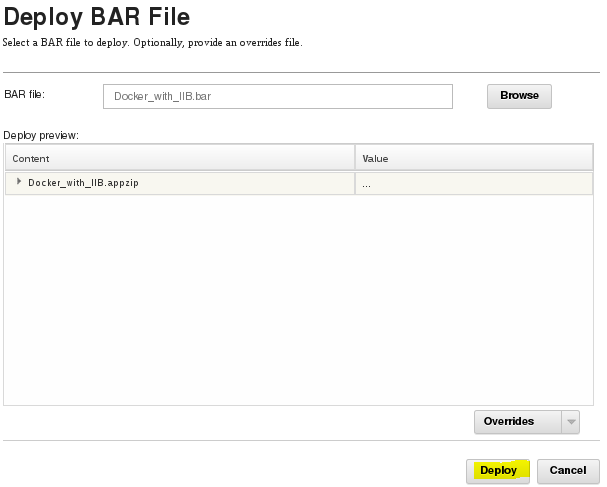 Deploy BAR File
Select a BAR file to deploy. Optionally, provide an overrides file.
BAR file:
Docker_with_IIB.bar
Browse
Deploy preview:
Content
Value
Docker_with_IIB.appzip
...
Overrides
Deploy
Cancel